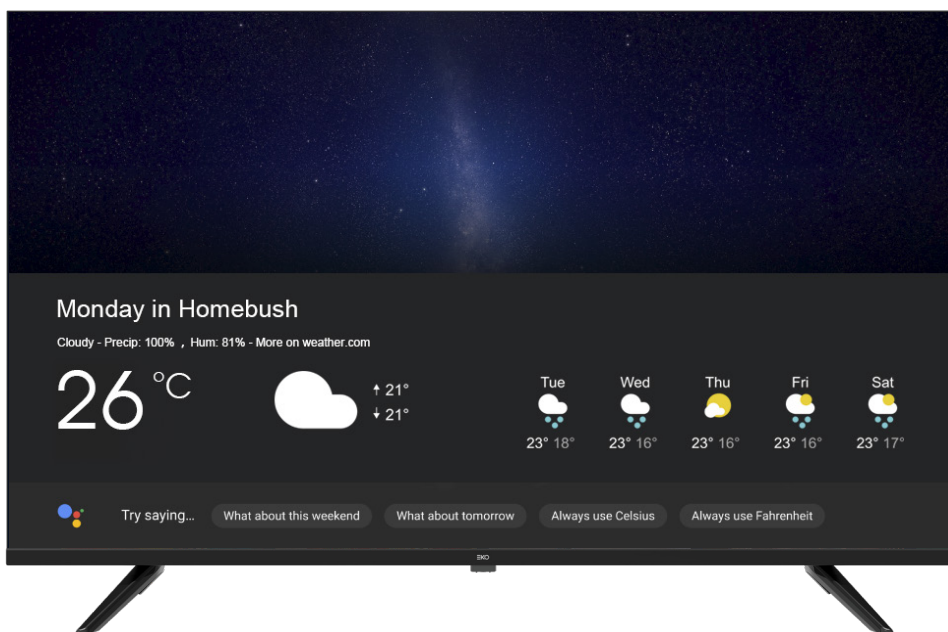 Monday in Homebush
Cloudy - Precip: 100% , Hum: 81% - More on weather.com
26 °C
↑ 21°
↓ 21°
Tue Wed Thu Fri Sat
23° 18° 23° 16° 23° 16° 23° 16° 23° 17°
Try saying... What about this weekend What about tomorrow Always use Celsius Always use Fahrenheit
EKO